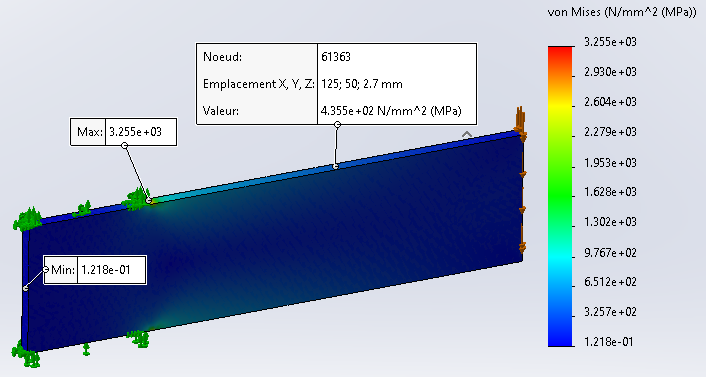 von Mises (N/mm^2 (MPa))
3.255e+03
2.930e+03
2.604e+03
2.279e+03
1.953e+03
1.628e+03
1.302e+03
9.767e+02
6.512e+02
3.257e+02
1.218e-01
Noeud: 61363
Emplacement X, Y, Z: 125; 50; 2.7 mm
Valeur: 4.355e+02 N/mm^2 (MPa)
Max: 3.255e+03
Min: 1.218e-01